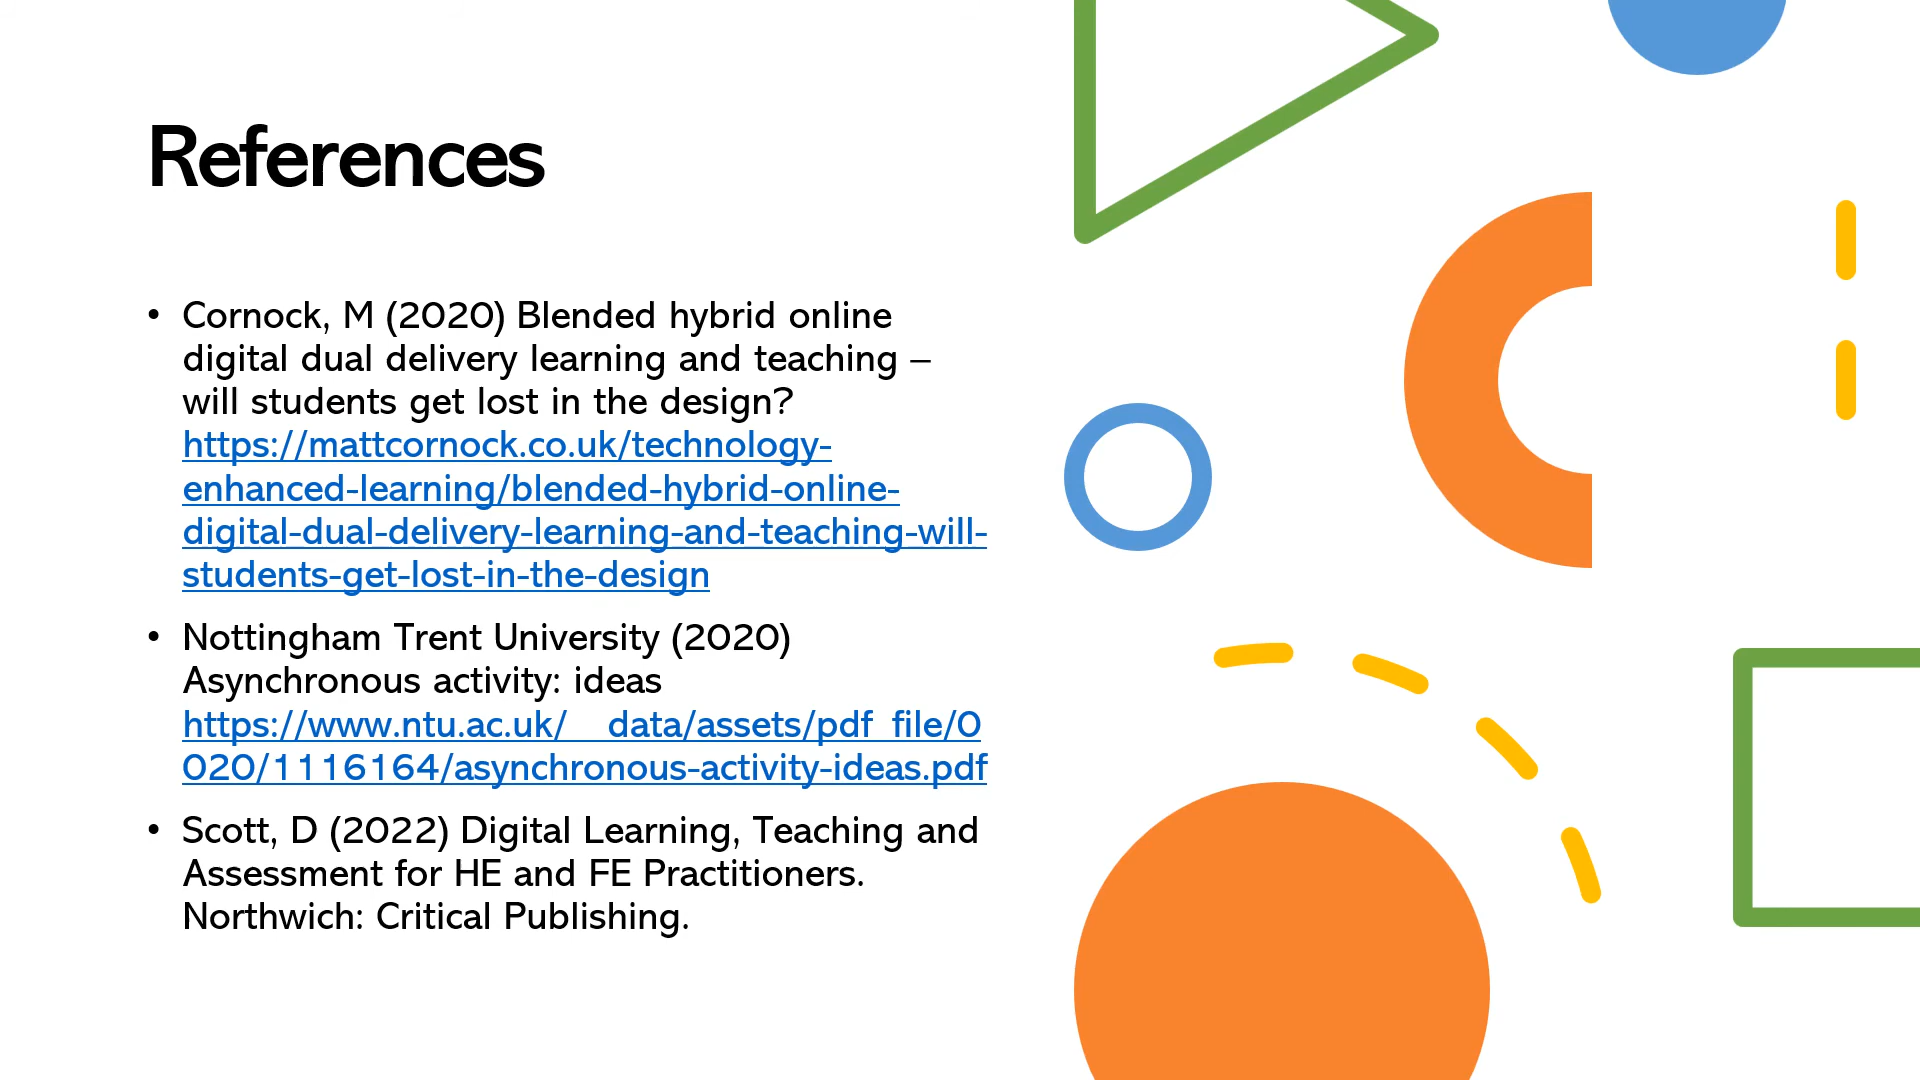 References
• Cornock, M (2020) Blended hybrid online
digital dual delivery learning and teaching –
will students get lost in the design?
https://mattcornock.co.uk/technology-
enhanced-learning/blended-hybrid-online-
digital-dual-delivery-learning-and-teaching-will-
students-get-lost-in-the-design
• Nottingham Trent University (2020)
Asynchronous activity: ideas
https://www.ntu.ac.uk/__data/assets/pdf_file/0
020/1116164/asynchronous-activity-ideas.pdf
• Scott, D (2022) Digital Learning, Teaching and
Assessment for HE and FE Practitioners.
Northwich: Critical Publishing.